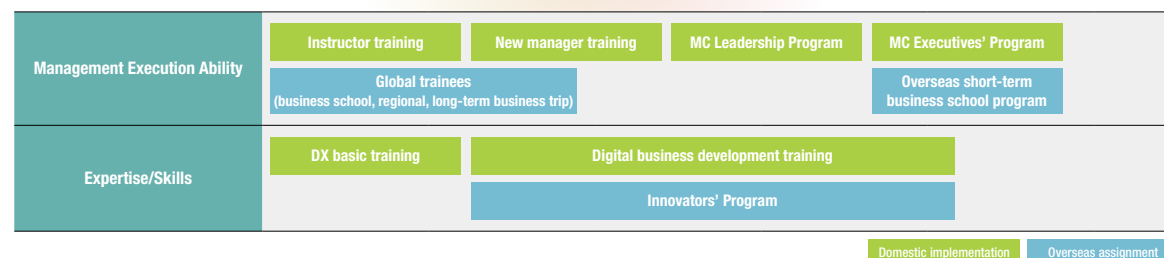 Management Execution Ability
Instructor training
New manager training
MC Leadership Program
MC Executives' Program
Global trainees
(business school, regional, long-term business trip)
Overseas short-term
business school program
Expertise/Skills
DX basic training
Digital business development training
Innovators' Program
Domestic implementation
Overseas assignment